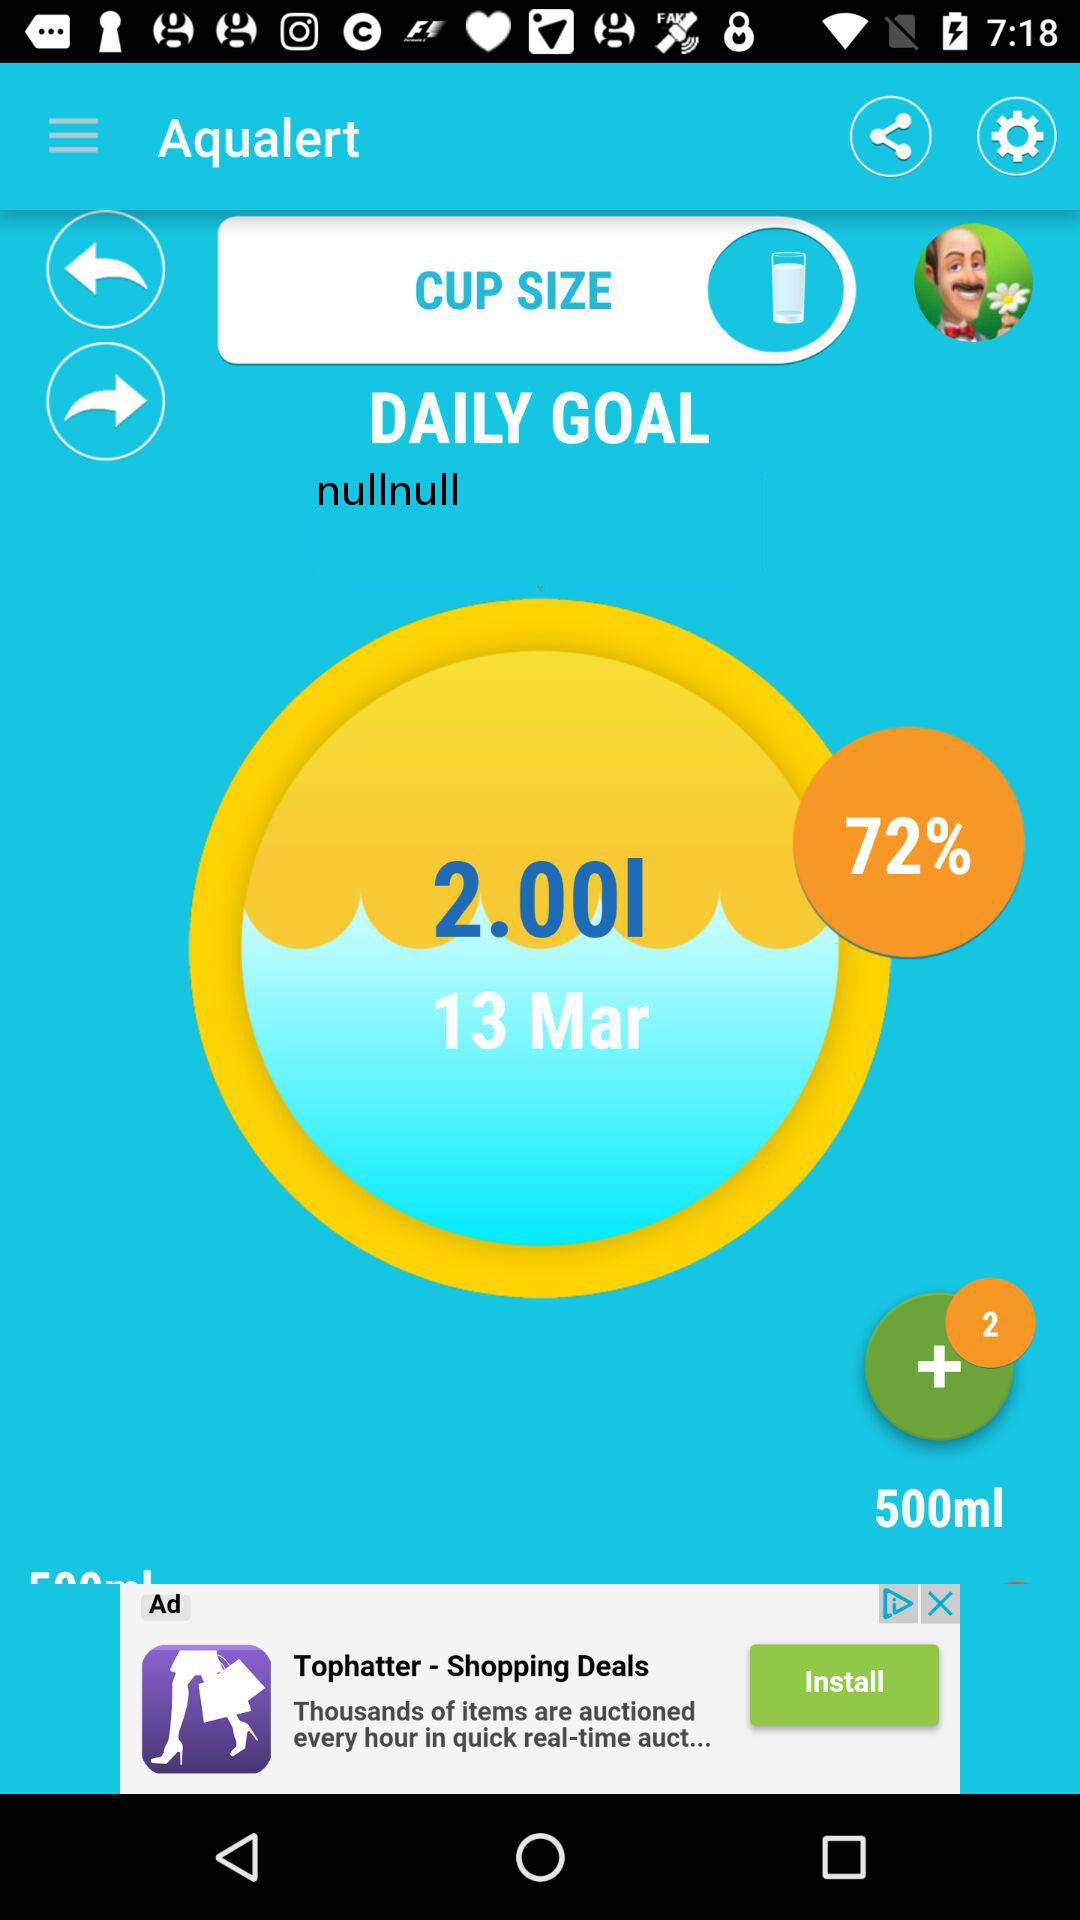 7:18
Aqualert
CUP SIZE
DAILY GOAL
nullnull
72%
2.00l
13 Mar
2
+
500ml
500ml
Ad
Tophatter - Shopping Deals
Thousands of items are auctioned
every hour in quick real-time auct...
Install